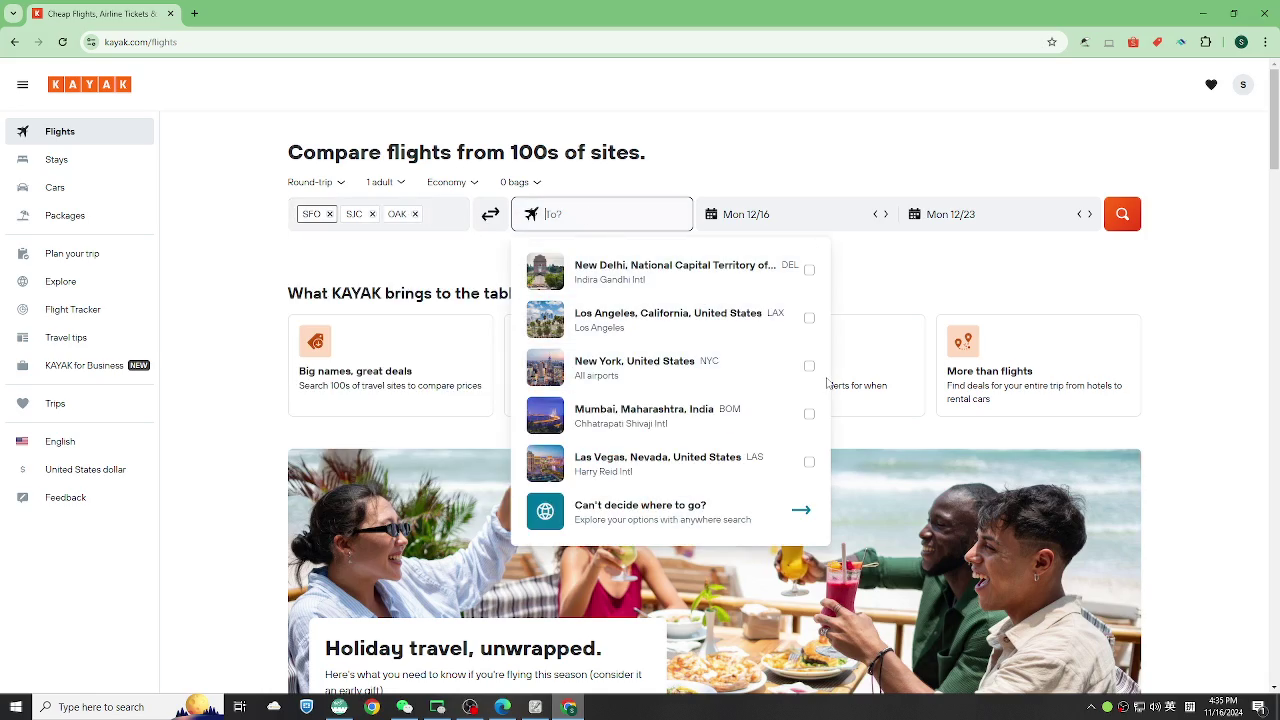 Cheap Flights, Airline Tickets &
kayak.com/flights
S
KAYAK
S
Flights
Stays
Cars
Packages
Plan your trip
Explore
Flight Tracker
Travel tips
KAYAK for Business NEW
Trips
English
$ United States dollar
Feedback
Compare flights from 100s of sites.
Round-trip 1 adult Economy 0 bags
SFO × SJC × OAK × To? Mon 12/16 Mon 12/23
New Delhi, National Capital Territory of... DEL
Indira Gandhi Intl
Los Angeles, California, United States LAX
Los Angeles
New York, United States NYC
All airports
Mumbai, Maharashtra, India BOM
Chhatrapati Shivaji Intl
Las Vegas, Nevada, United States LAS
Harry Reid Intl
Can't decide where to go?
Explore your options with anywhere search
What KAYAK brings to the tabl
Big names, great deals
Search 100s of travel sites to compare prices
for when
More than flights
Find deals for your entire trip from hotels to
rental cars
Holiday travel, unwrapped.
Here's what you need to know if you're flying this season (consider it
an early gift)
Type here to search
英
4:35 PM
11/16/2024